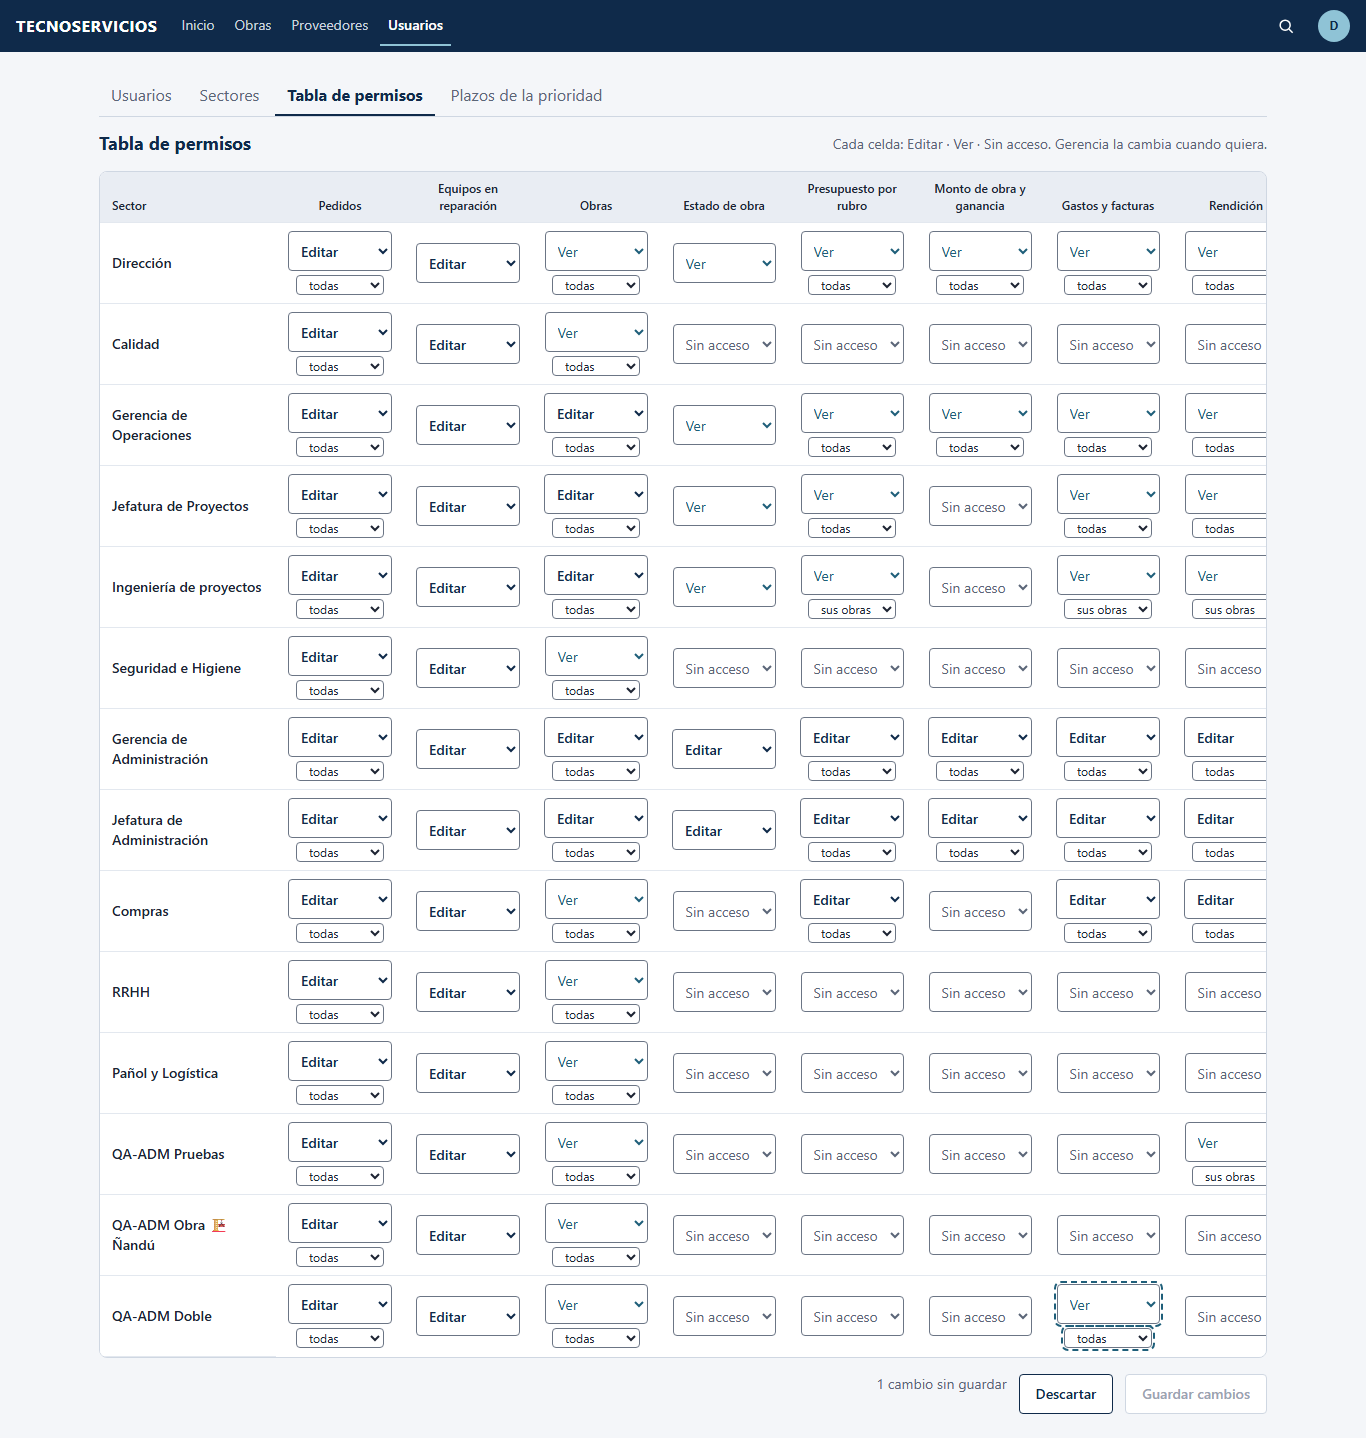 TECNOSERVICIOS Inicio Obras Proveedores Usuarios D
Usuarios Sectores Tabla de permisos Plazos de la prioridad
Tabla de permisos Cada celda: Editar · Ver · Sin acceso. Gerencia la cambia cuando quiera.
Sector Pedidos Equipos en reparación Obras Estado de obra Presupuesto por rubro Monto de obra y ganancia Gastos y facturas Rendición
Dirección Editar Editar Ver Ver Ver Ver Ver Ver
todas todas todas todas todas todas
Calidad Editar Editar Ver Sin acceso Sin acceso Sin acceso Sin acceso Sin acceso
todas todas
Gerencia de Operaciones Editar Editar Editar Ver Ver Ver Ver Ver
todas todas todas todas todas todas
Jefatura de Proyectos Editar Editar Editar Ver Ver Sin acceso Ver Ver
todas todas todas todas todas
Ingeniería de proyectos Editar Editar Editar Ver Ver Sin acceso Ver Ver
todas todas sus obras sus obras sus obras
Seguridad e Higiene Editar Editar Ver Sin acceso Sin acceso Sin acceso Sin acceso Sin acceso
todas todas
Gerencia de Administración Editar Editar Editar Editar Editar Editar Editar Editar
todas todas todas todas todas todas
Jefatura de Administración Editar Editar Editar Editar Editar Editar Editar Editar
todas todas todas todas todas todas
Compras Editar Editar Ver Sin acceso Editar Sin acceso Editar Editar
todas todas todas todas todas
RRHH Editar Editar Ver Sin acceso Sin acceso Sin acceso Sin acceso Sin acceso
todas todas
Pañol y Logística Editar Editar Ver Sin acceso Sin acceso Sin acceso Sin acceso Sin acceso
todas todas
QA-ADM Pruebas Editar Editar Ver Sin acceso Sin acceso Sin acceso Sin acceso Ver
todas todas sus obras
QA-ADM Obra 🏗 Ñandú Editar Editar Ver Sin acceso Sin acceso Sin acceso Sin acceso Sin acceso
todas todas
QA-ADM Doble Editar Editar Ver Sin acceso Sin acceso Sin acceso Ver Sin acceso
todas todas todas
1 cambio sin guardar Descartar Guardar cambios